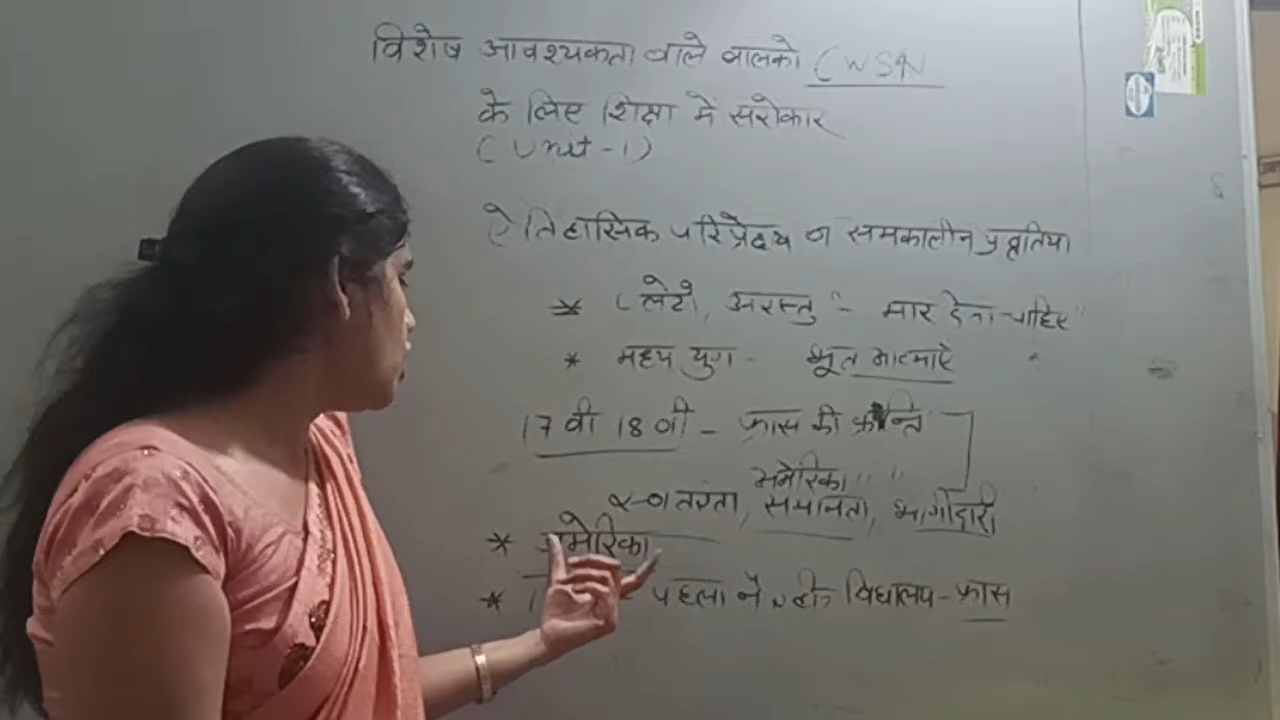 विशेष आवश्यकता वाले बालको (CWSN
के लिए शिक्षा मे सरोकार
(Unit-1)
ऐतिहासिक परिप्रेक्ष्य व समकालीन प्रवृतिया
* प्लेटो, अरस्तु "- मार देना चाहिए"
* मध्य युग - भूत आत्माऐ
17 वी 18 वी - फ्रास की क्रान्ति
अमेरिका " "
स्वतंत्रता, समानता, भागीदारी
* अमेरिका
* पहला विद्यालय - फ्रास